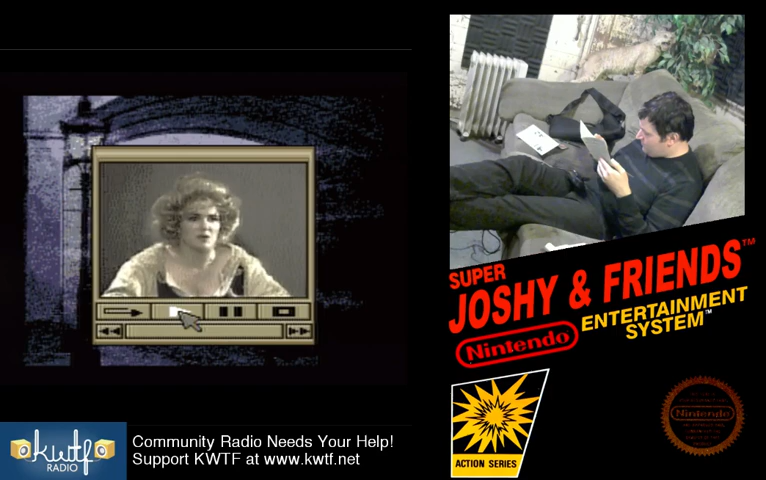 SUPER
JOSHY & FRIENDS™
Nintendo
ENTERTAINMENT
SYSTEM™
ACTION SERIES
Nintendo
kwtf
RADIO
Community Radio Needs Your Help!
Support KWTF at www.kwtf.net